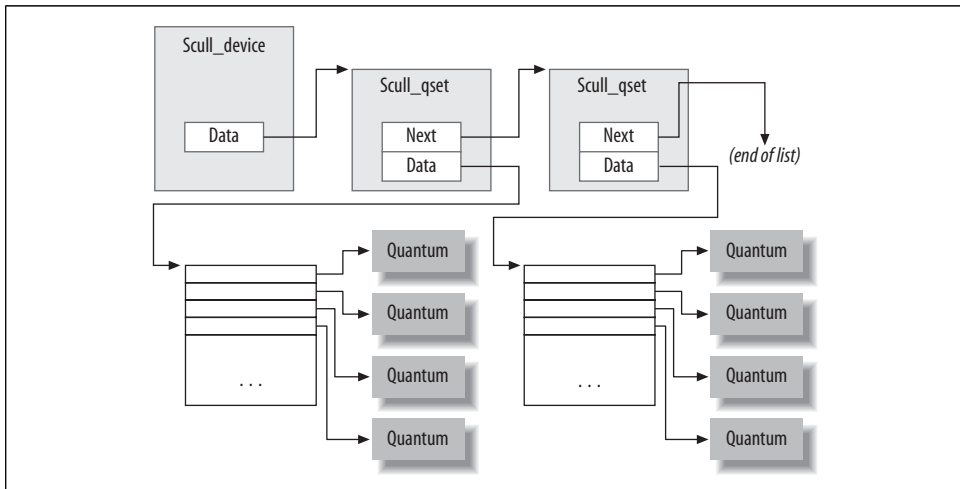 Scull_device
Data
Scull_qset
Next
Data
Scull_qset
Next
Data
(end of list)
Quantum
Quantum
Quantum
Quantum
. . .
Quantum
Quantum
Quantum
Quantum
. . .